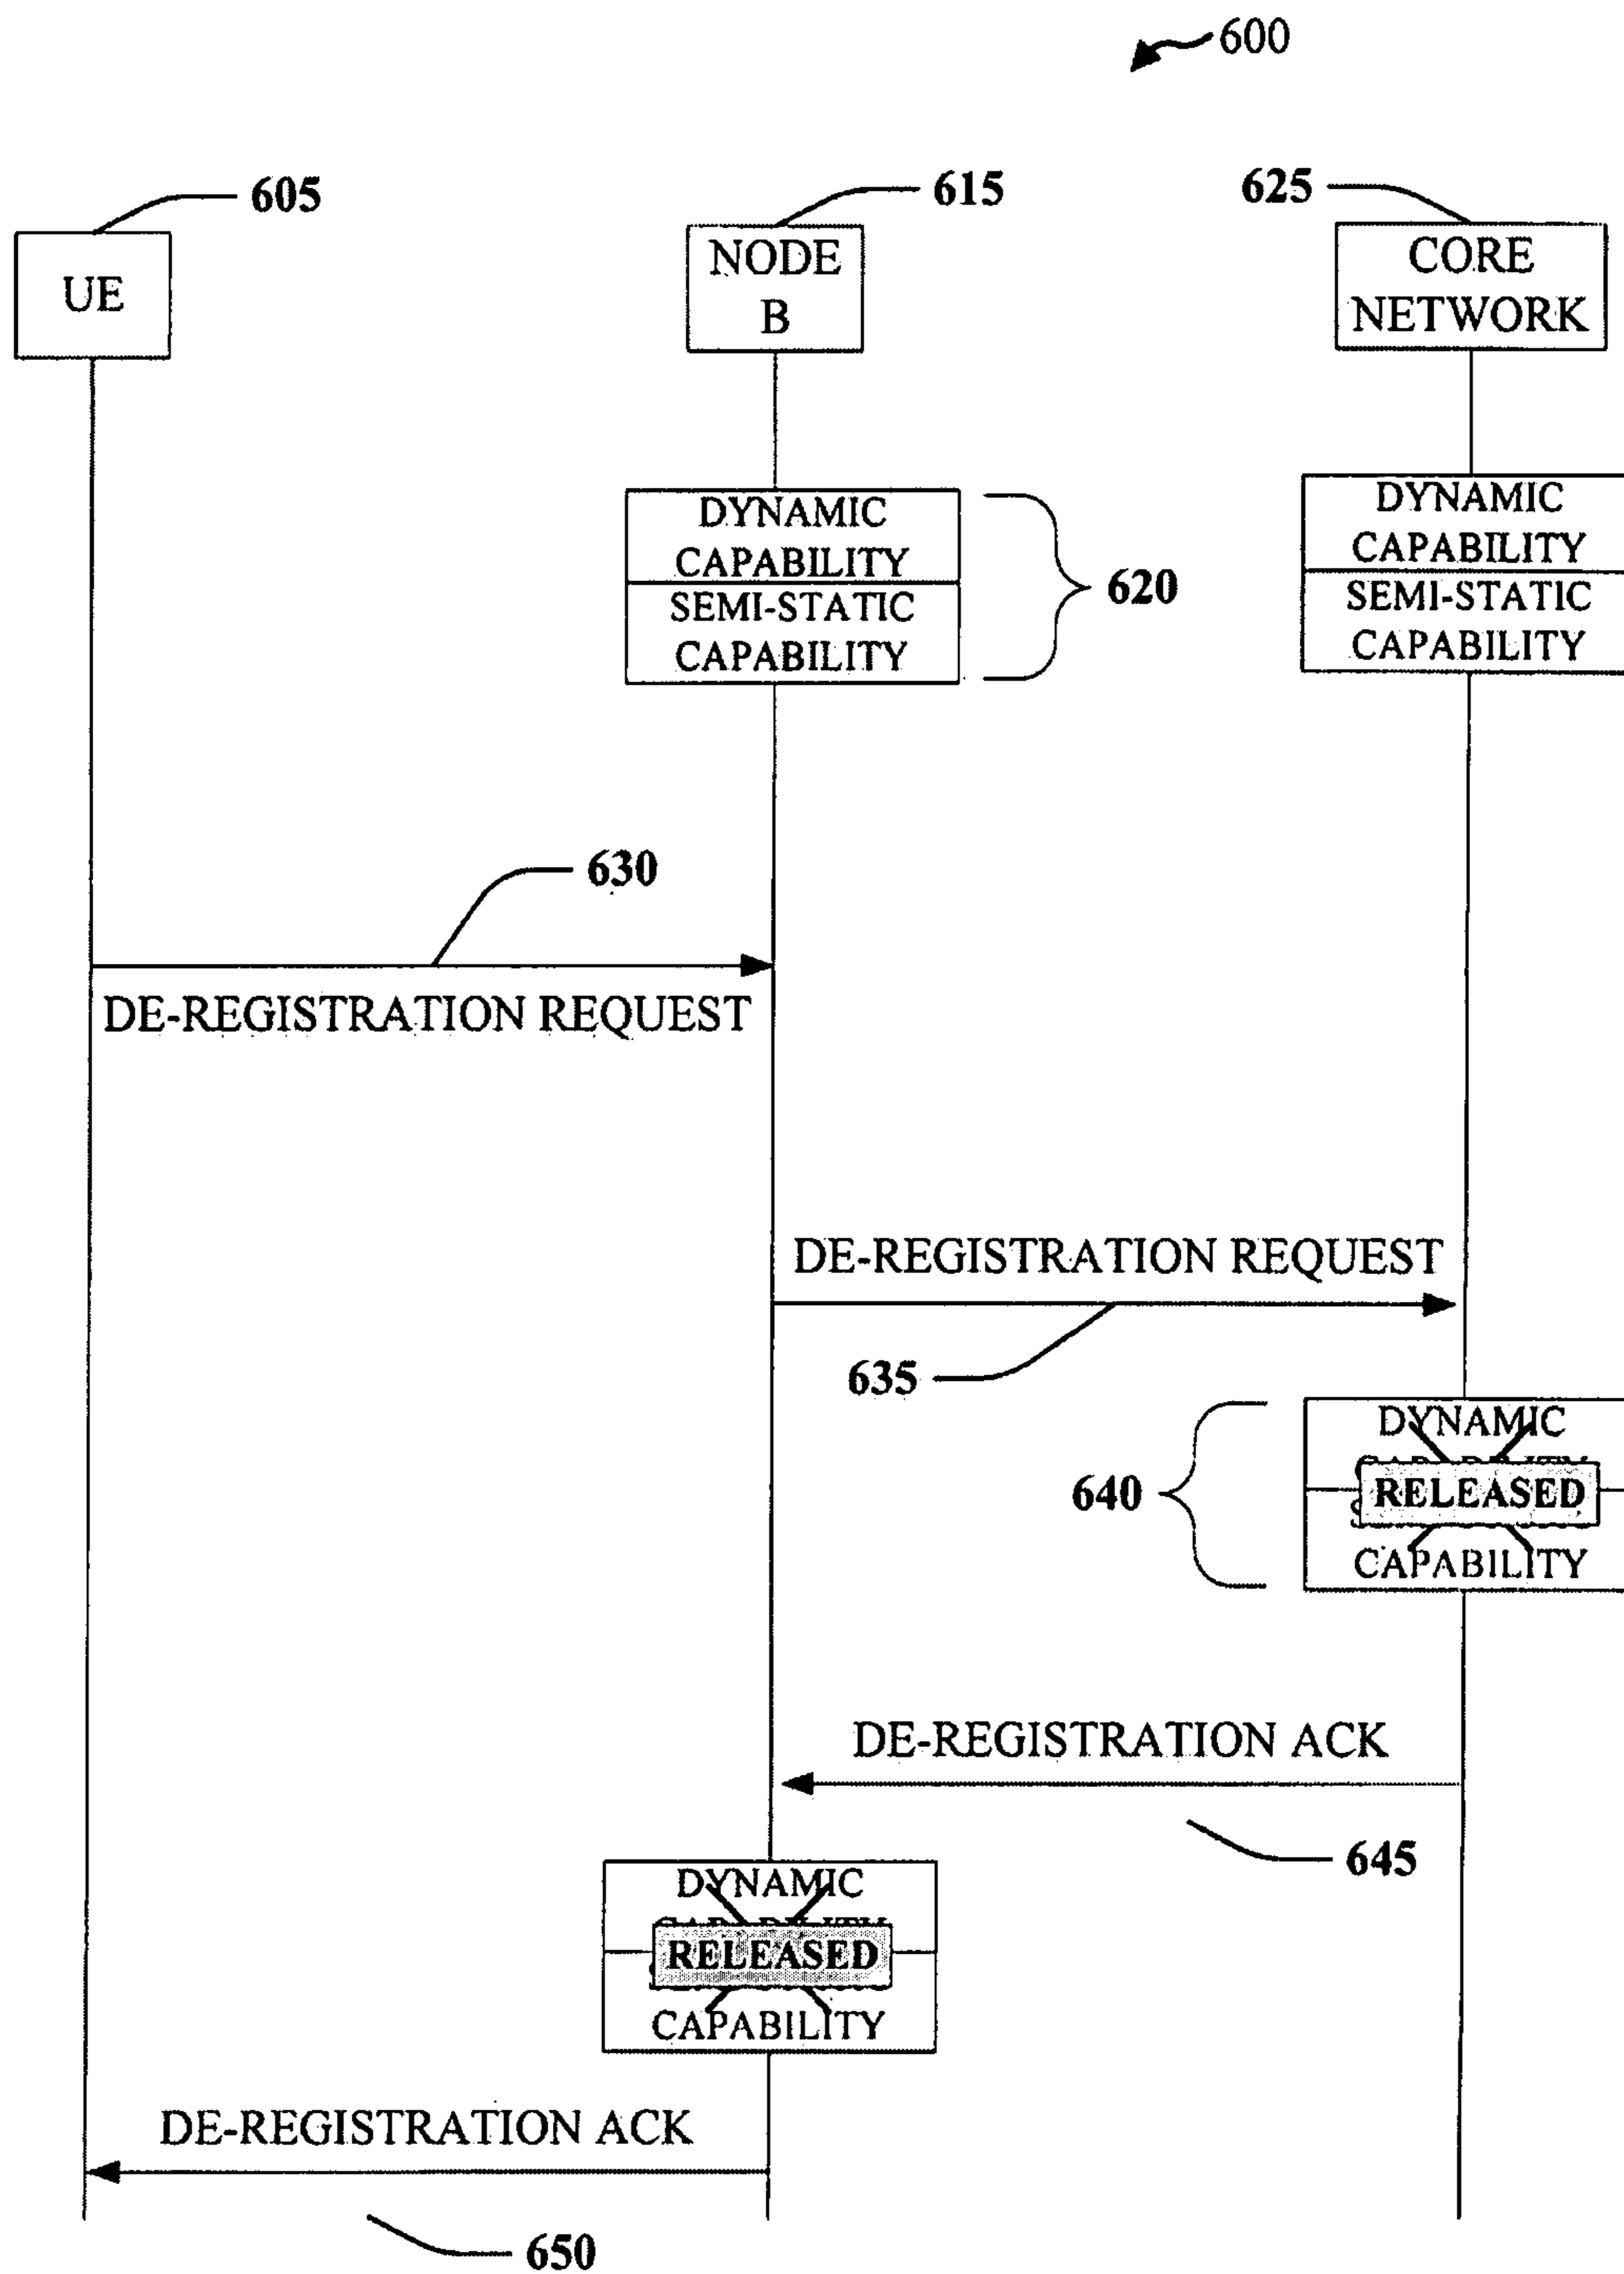 600
605
615
625
UE
NODE
B
CORE
NETWORK
DYNAMIC
CAPABILITY
SEMI-STATIC
CAPABILITY
620
DYNAMIC
CAPABILITY
SEMI-STATIC
CAPABILITY
630
DE-REGISTRATION REQUEST
DE-REGISTRATION REQUEST
635
640
DYNAMIC
RELEASED
CAPABILITY
DE-REGISTRATION ACK
645
DYNAMIC
RELEASED
CAPABILITY
DE-REGISTRATION ACK
650